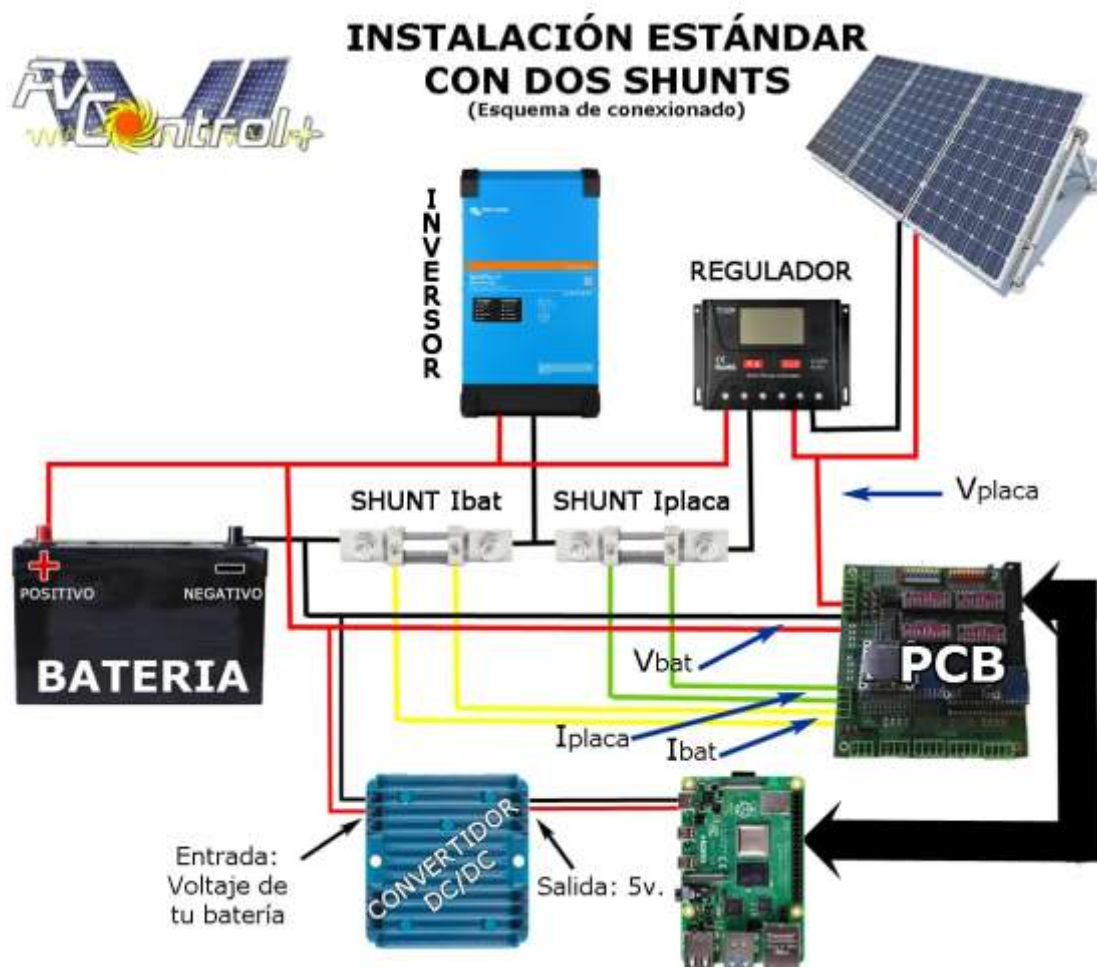 INSTALACIÓN ESTÁNDAR
CON DOS SHUNTS
(Esquema de conexionado)
PVControl+
INVERSOR
REGULADOR
SHUNT Ibat
SHUNT Iplaca
Vplaca
POSITIVO
NEGATIVO
BATERIA
PCB
Vbat
Iplaca
Ibat
Entrada:
Voltaje de
tu batería
CONVERTIDOR
DC/DC
Salida: 5v.